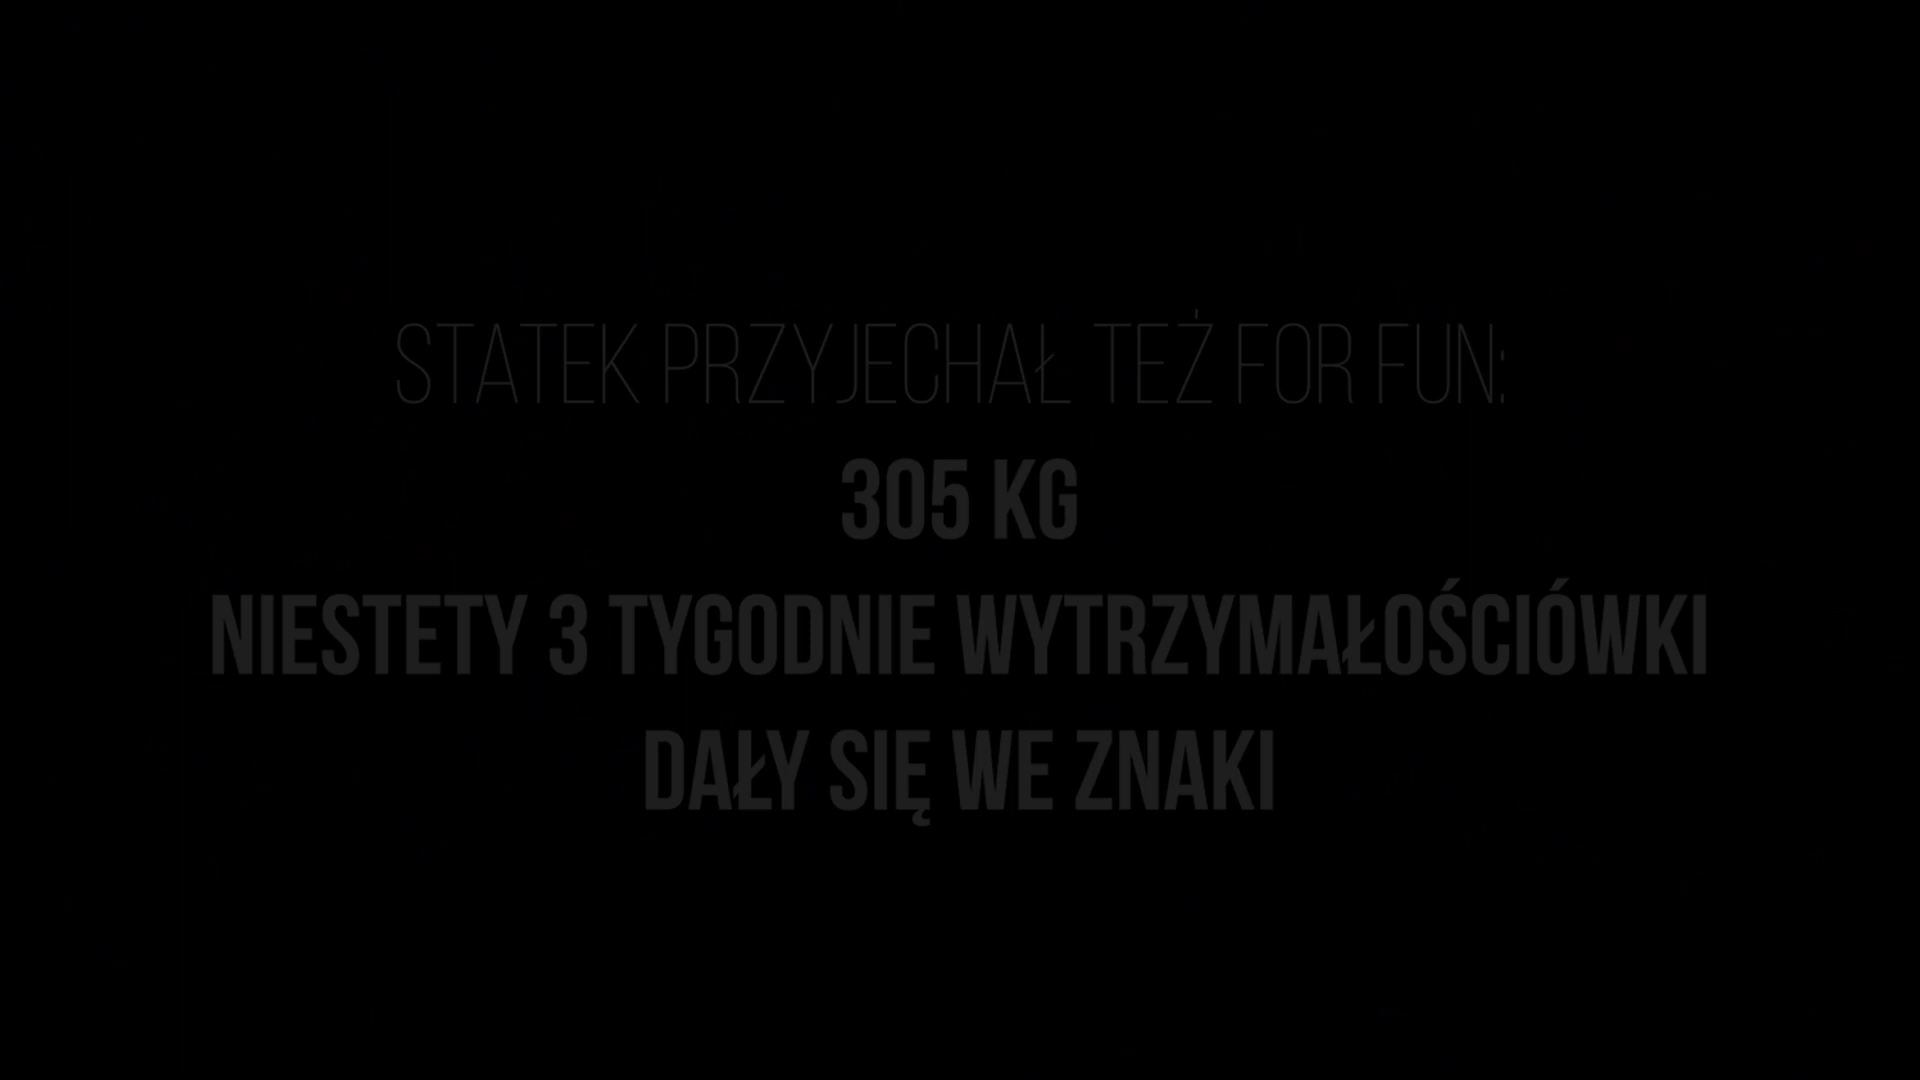 STATEK PRZYJECHAŁ TEŻ FOR FUN:
305 KG
NIESTETY 3 TYGODNIE WYTRZYMAŁOŚCIÓWKI
DAŁY SIĘ WE ZNAKI